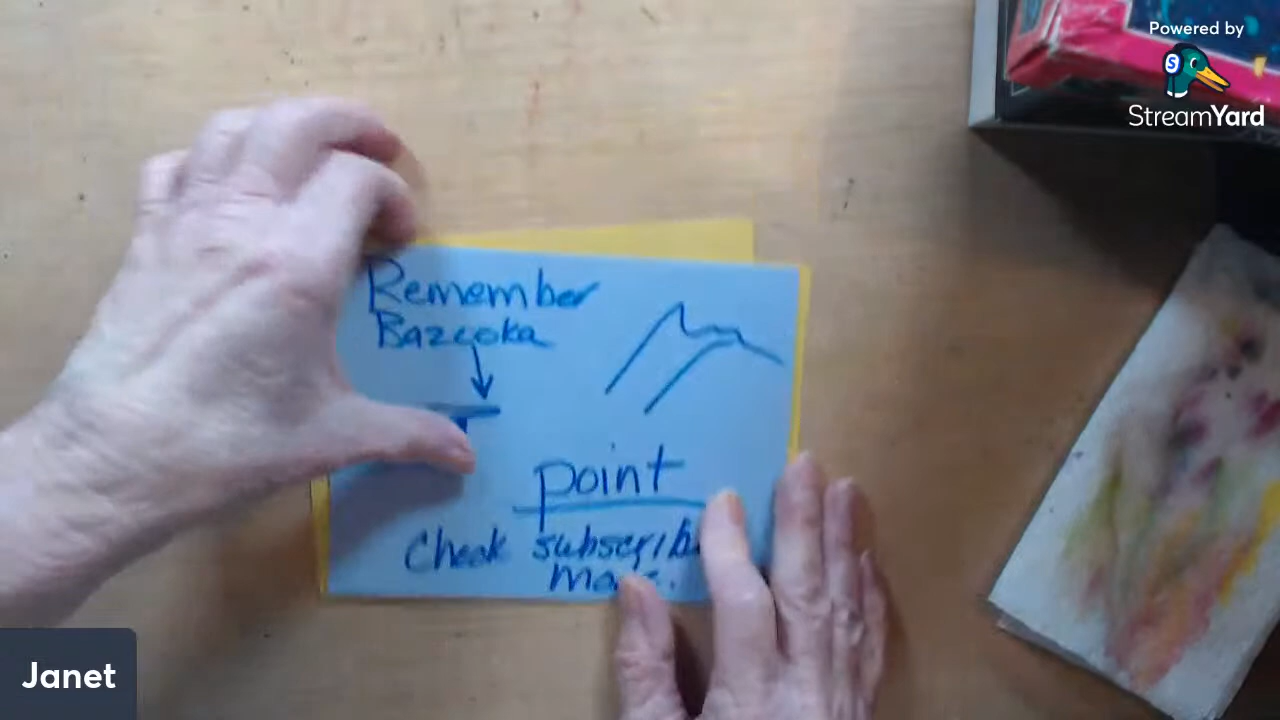 Powered by
StreamYard
Remember
Bazooka
point
Check
Janet